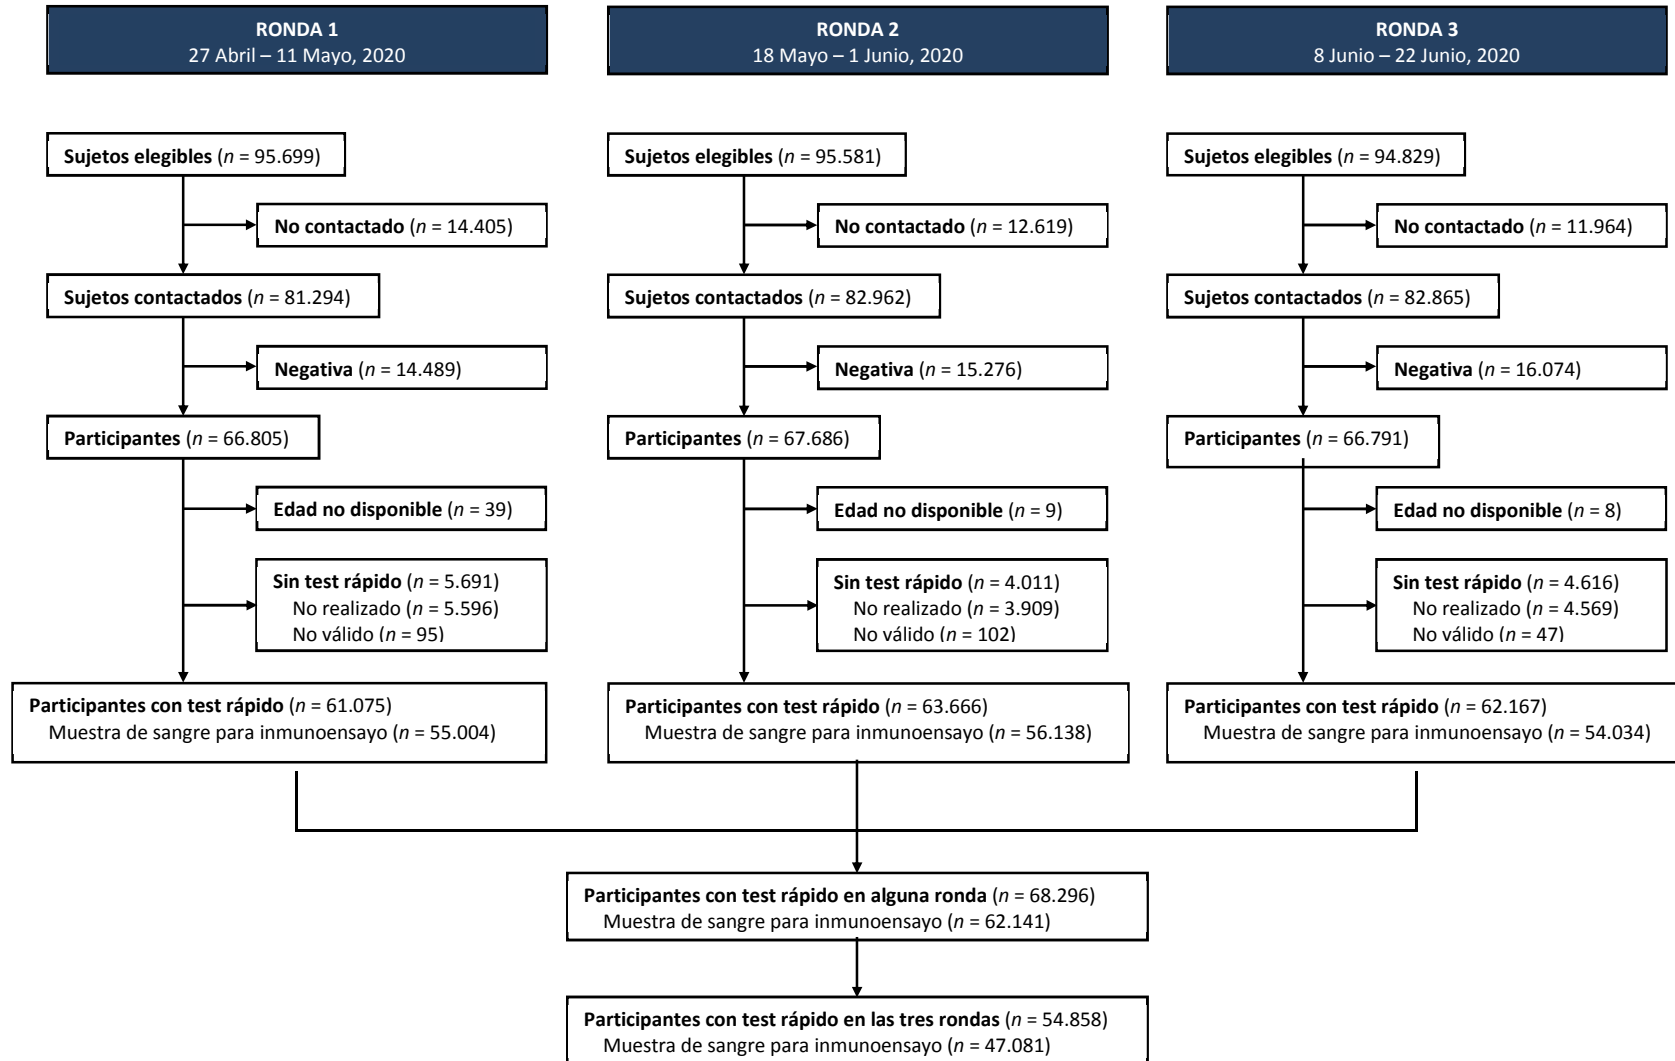 RONDA 1
27 Abril – 11 Mayo, 2020
Sujetos elegibles (n = 95.699)
No contactado (n = 14.405)
Sujetos contactados (n = 81.294)
Negativa (n = 14.489)
Participantes (n = 66.805)
Edad no disponible (n = 39)
Sin test rápido (n = 5.691)
No realizado (n = 5.596)
No válido (n = 95)
Participantes con test rápido (n = 61.075)
Muestra de sangre para inmunoensayo (n = 55.004)
RONDA 2
18 Mayo – 1 Junio, 2020
Sujetos elegibles (n = 95.581)
No contactado (n = 12.619)
Sujetos contactados (n = 82.962)
Negativa (n = 15.276)
Participantes (n = 67.686)
Edad no disponible (n = 9)
Sin test rápido (n = 4.011)
No realizado (n = 3.909)
No válido (n = 102)
Participantes con test rápido (n = 63.666)
Muestra de sangre para inmunoensayo (n = 56.138)
RONDA 3
8 Junio – 22 Junio, 2020
Sujetos elegibles (n = 94.829)
No contactado (n = 11.964)
Sujetos contactados (n = 82.865)
Negativa (n = 16.074)
Participantes (n = 66.791)
Edad no disponible (n = 8)
Sin test rápido (n = 4.616)
No realizado (n = 4.569)
No válido (n = 47)
Participantes con test rápido (n = 62.167)
Muestra de sangre para inmunoensayo (n = 54.034)
Participantes con test rápido en alguna ronda (n = 68.296)
Muestra de sangre para inmunoensayo (n = 62.141)
Participantes con test rápido en las tres rondas (n = 54.858)
Muestra de sangre para inmunoensayo (n = 47.081)